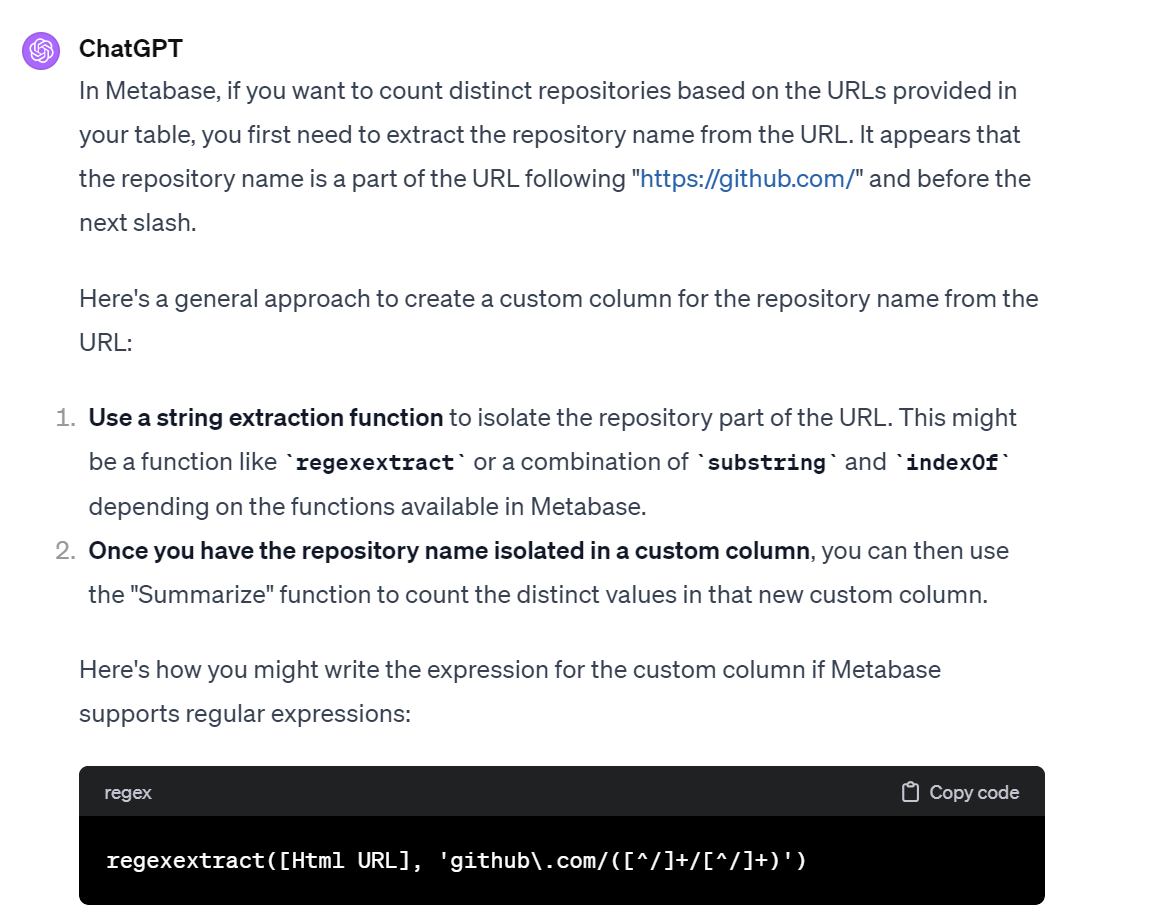 ChatGPT
In Metabase, if you want to count distinct repositories based on the URLs provided in
your table, you first need to extract the repository name from the URL. It appears that
the repository name is a part of the URL following "https://github.com/" and before the
next slash.
Here's a general approach to create a custom column for the repository name from the
URL:
1. Use a string extraction function to isolate the repository part of the URL. This might
be a function like `regexextract` or a combination of `substring` and `indexOf`
depending on the functions available in Metabase.
2. Once you have the repository name isolated in a custom column, you can then use
the "Summarize" function to count the distinct values in that new custom column.
Here's how you might write the expression for the custom column if Metabase
supports regular expressions:
regex Copy code
regexextract([Html URL], 'github\.com/([^/]+/[^/]+)')